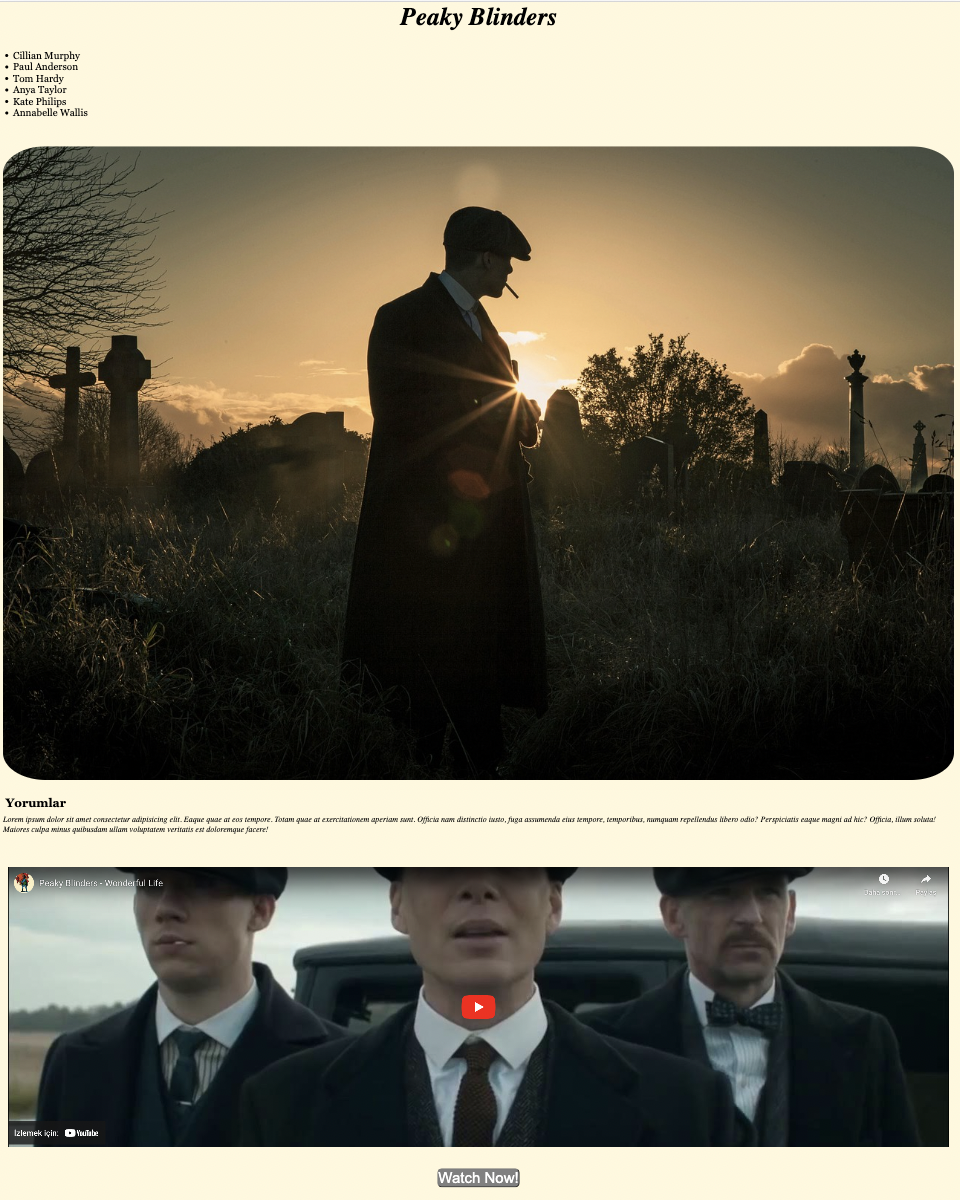 Peaky Blinders
Cillian Murphy
Paul Anderson
Tom Hardy
Anya Taylor
Kate Philips
Annabelle Wallis
Yorumlar
Lorem ipsum dolor sit amet consectetur adipisicing elit. Eaque quae at eos tempore. Totam quae at exercitationem aperiam sunt. Officia nam distinctio iusto, fuga assumenda eius tempore, temporibus, numquam repellendus libero odio? Perspiciatis eaque magni ad hic? Officia, illum soluta!
Maiores culpa minus quibusdam ullam voluptatem veritatis est doloremque facere!
Peaky Blinders - Wonderful Life
Paylaş
İzlemek için: YouTube
Watch Now!